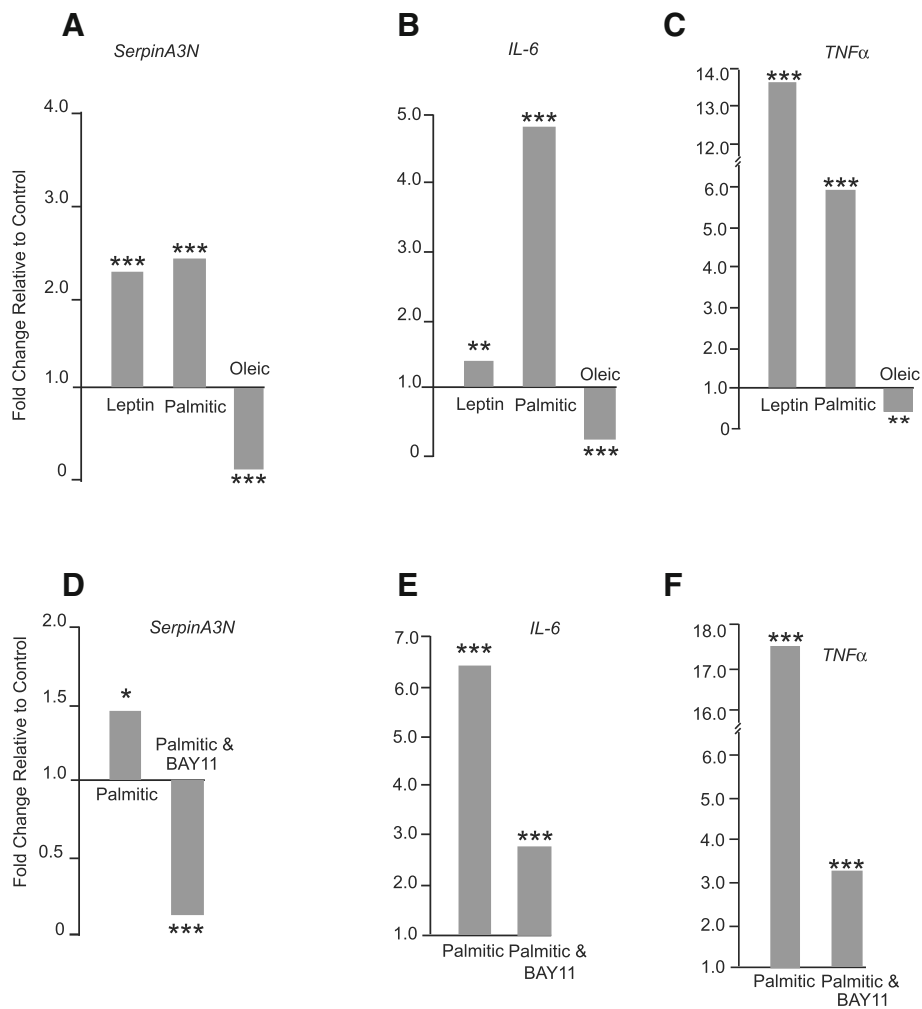 A
SerpinA3N
Fold Change Relative to Control
4.0
3.0
2.0
1.0
0
***
***
Oleic
Leptin
Palmitic
***
B
IL-6
5.0
4.0
3.0
2.0
1.0
0
***
**
Oleic
Leptin
Palmitic
***
C
TNFα
14.0
13.0
12.0
6.0
5.0
4.0
3.0
2.0
1.0
0
***
***
Oleic
Leptin
Palmitic
**
D
SerpinA3N
Fold Change Relative to Control
2.0
1.5
1.0
0.5
0
*
Palmitic &
BAY11
Palmitic
***
E
IL-6
7.0
6.0
5.0
4.0
3.0
2.0
1.0
***
***
Palmitic
Palmitic &
BAY11
F
TNFα
18.0
17.0
16.0
6.0
5.0
4.0
3.0
2.0
1.0
***
***
Palmitic
Palmitic &
BAY11